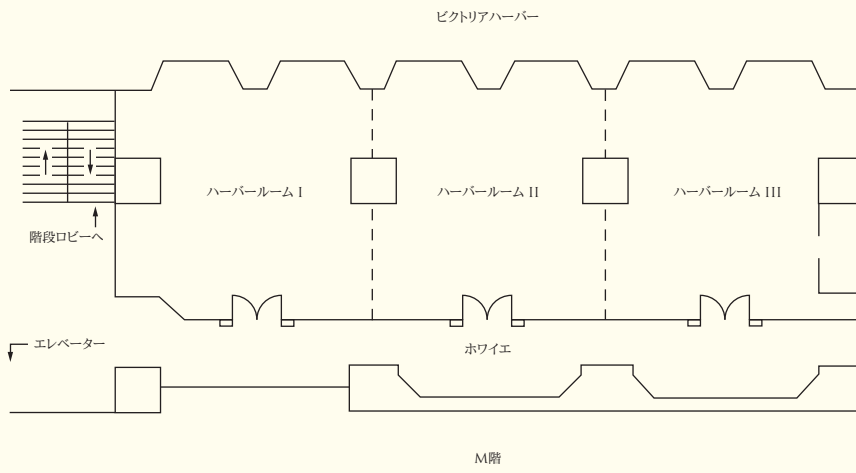 ビクトリアハーバー
ハーバールーム I
ハーバールーム II
ハーバールーム III
階段ロビーへ
エレベーター
ホワイエ
M階